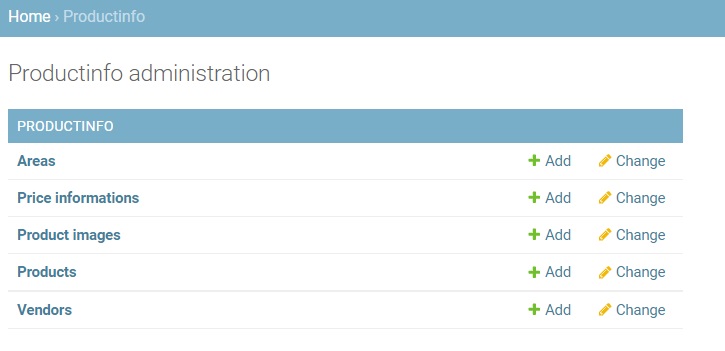 Home › Productinfo
Productinfo administration
PRODUCTINFO
Areas Add Change
Price informations Add Change
Product images Add Change
Products Add Change
Vendors Add Change